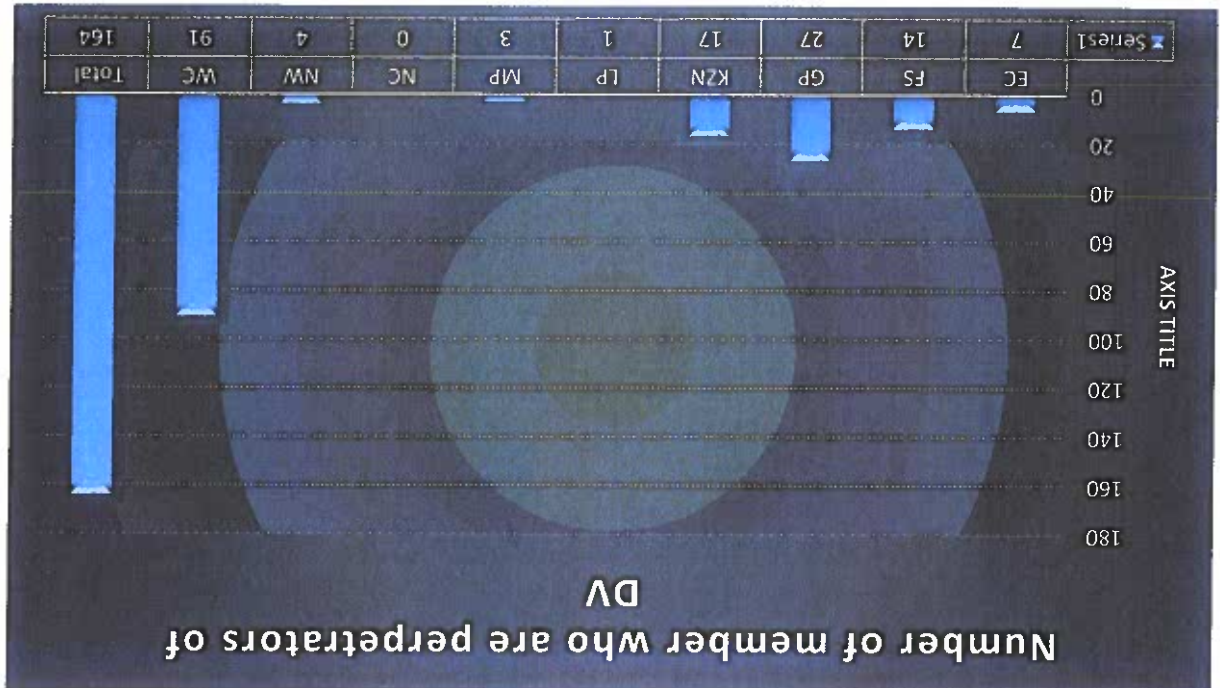 Number of member who are perpetrators of
DV
AXIS TITLE
180
160
140
120
100
80
60
40
20
0
EC FS GP KZN LP MP NC NW WC Total
Series1 7 14 27 17 1 3 0 4 91 164